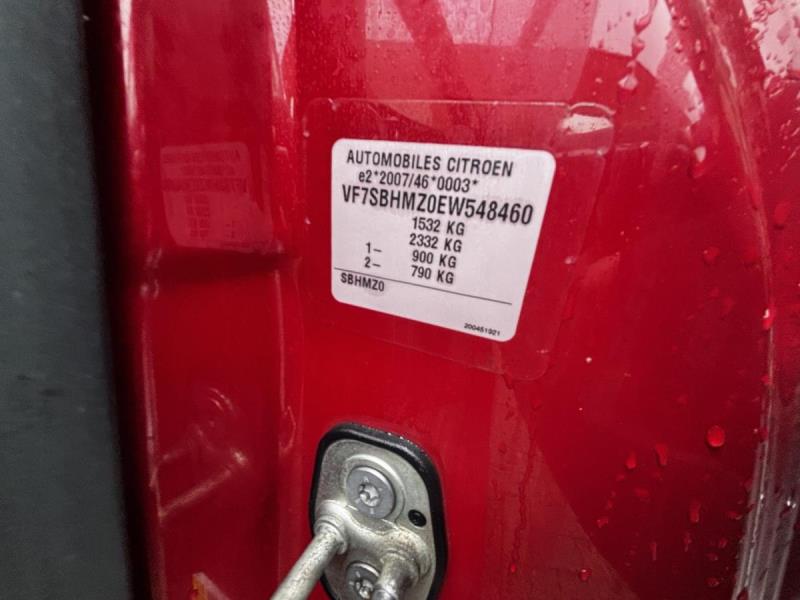 AUTOMOBILES CITROEN
e2*2007/46*0003*
VF7SBHMZ0EW548460
1532 KG
2332 KG
1– 900 KG
2– 790 KG
SBHMZ0
200451921